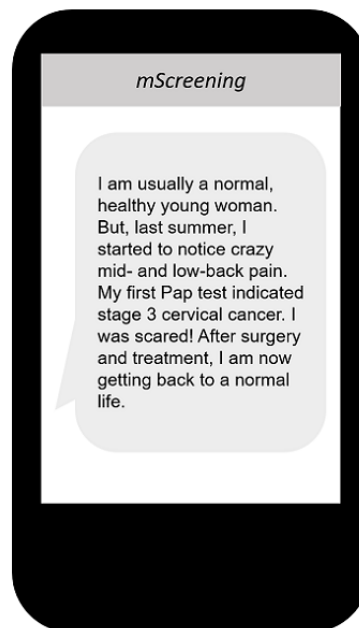 mScreening
I am usually a normal,
healthy young woman.
But, last summer, I
started to notice crazy
mid- and low-back pain.
My first Pap test indicated
stage 3 cervical cancer. I
was scared! After surgery
and treatment, I am now
getting back to a normal
life.